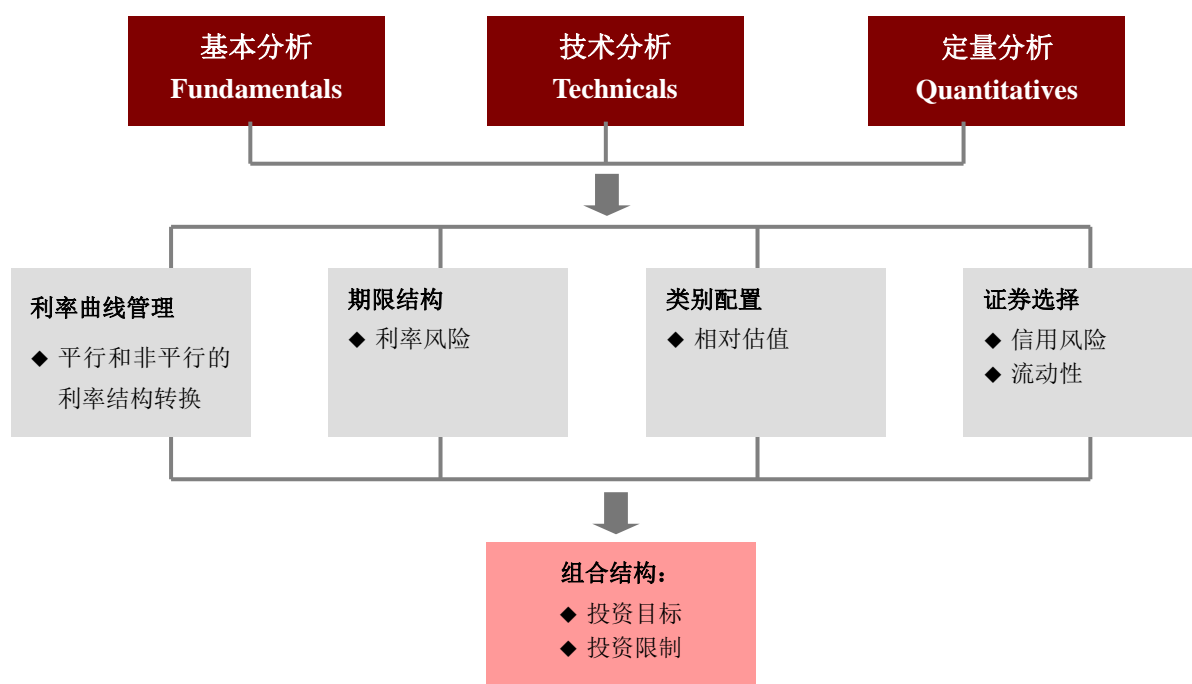 基本分析
Fundamentals
技术分析
Technicals
定量分析
Quantitatives
利率曲线管理
◆ 平行和非平行的
利率结构转换
期限结构
◆ 利率风险
类别配置
◆ 相对估值
证券选择
◆ 信用风险
◆ 流动性
组合结构：
◆ 投资目标
◆ 投资限制